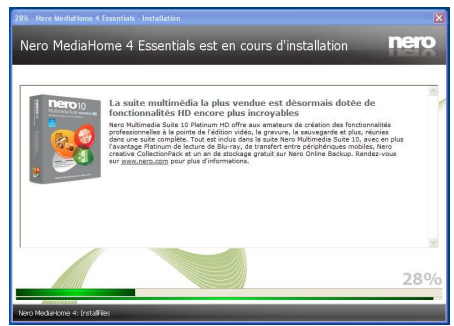 28% - Nero MediaHome 4 Essentials - Installation
Nero MediaHome 4 Essentials est en cours d'installation
nero
nero 10
La suite multimédia la plus vendue est désormais dotée de
fonctionnalités HD encore plus incroyables
Nero Multimedia Suite 10 Platinum HD offre aux amateurs de création des fonctionnalités
professionnelles à la pointe de l'édition vidéo, la gravure, la sauvegarde et plus, réunies
dans une suite complète. Tout est inclus dans la suite Nero Multimedia Suite 10, avec en plus
l'avantage Platinum de lecture de Blu-ray, de transfert entre périphériques mobiles, Nero
creative CollectionPack et un an de stockage gratuit sur Nero Online Backup. Rendez-vous
sur www.nero.com pour plus d'informations.
28%
Nero MediaHome 4: InstallFiles